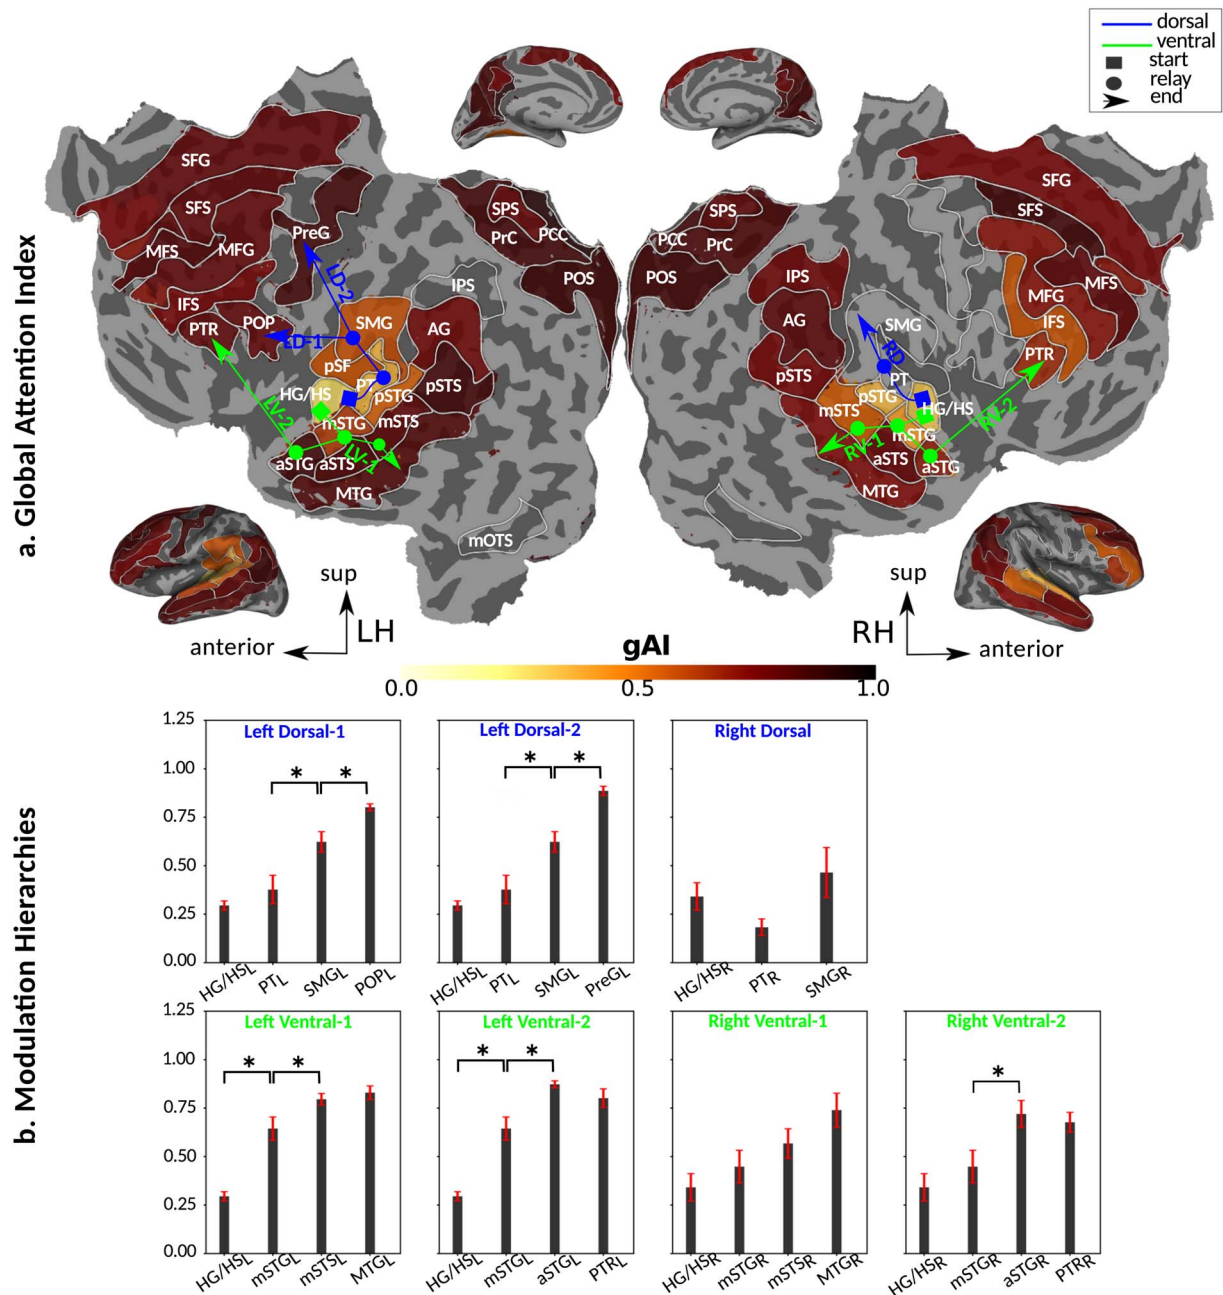 dorsal
ventral
start
relay
end
a. Global Attention Index
SFG
SFS
MFS
MFG
PreG
IFS
PTR
POP
LD-2
LD-1
SMG
pSF
PT
HG/HS
pSTG
mSTG
mSTS
LV-2
LV-1
aSTG
aSTS
MTG
AG
pSTS
IPS
SPS
PrC
PCC
POS
mOTS
SPS
PCC
PrC
POS
IPS
AG
pSTS
SMG
RD
PT
pSTG
mSTS
HG/HS
mSTG
RV-1
RV-2
aSTS
aSTG
MTG
SFG
SFS
MFS
MFG
IFS
PTR
sup
LH
anterior
sup
RH
anterior
gAI
0.0 0.5 1.0
b. Modulation Hierarchies
Left Dorsal-1
1.25
1.00
0.75
0.50
0.25
0.00
* *
HG/HSL PTL SMGL POPL
Left Dorsal-2
* *
HG/HSL PTL SMGL PreGL
Right Dorsal
HG/HSR PTR SMGR
Left Ventral-1
1.25
1.00
0.75
0.50
0.25
0.00
* *
HG/HSL mSTGL mSTSL MTGL
Left Ventral-2
* *
HG/HSL mSTGL aSTGL PTRL
Right Ventral-1
HG/HSR mSTGR mSTSR MTGR
Right Ventral-2
*
HG/HSR mSTGR aSTGR PTRR